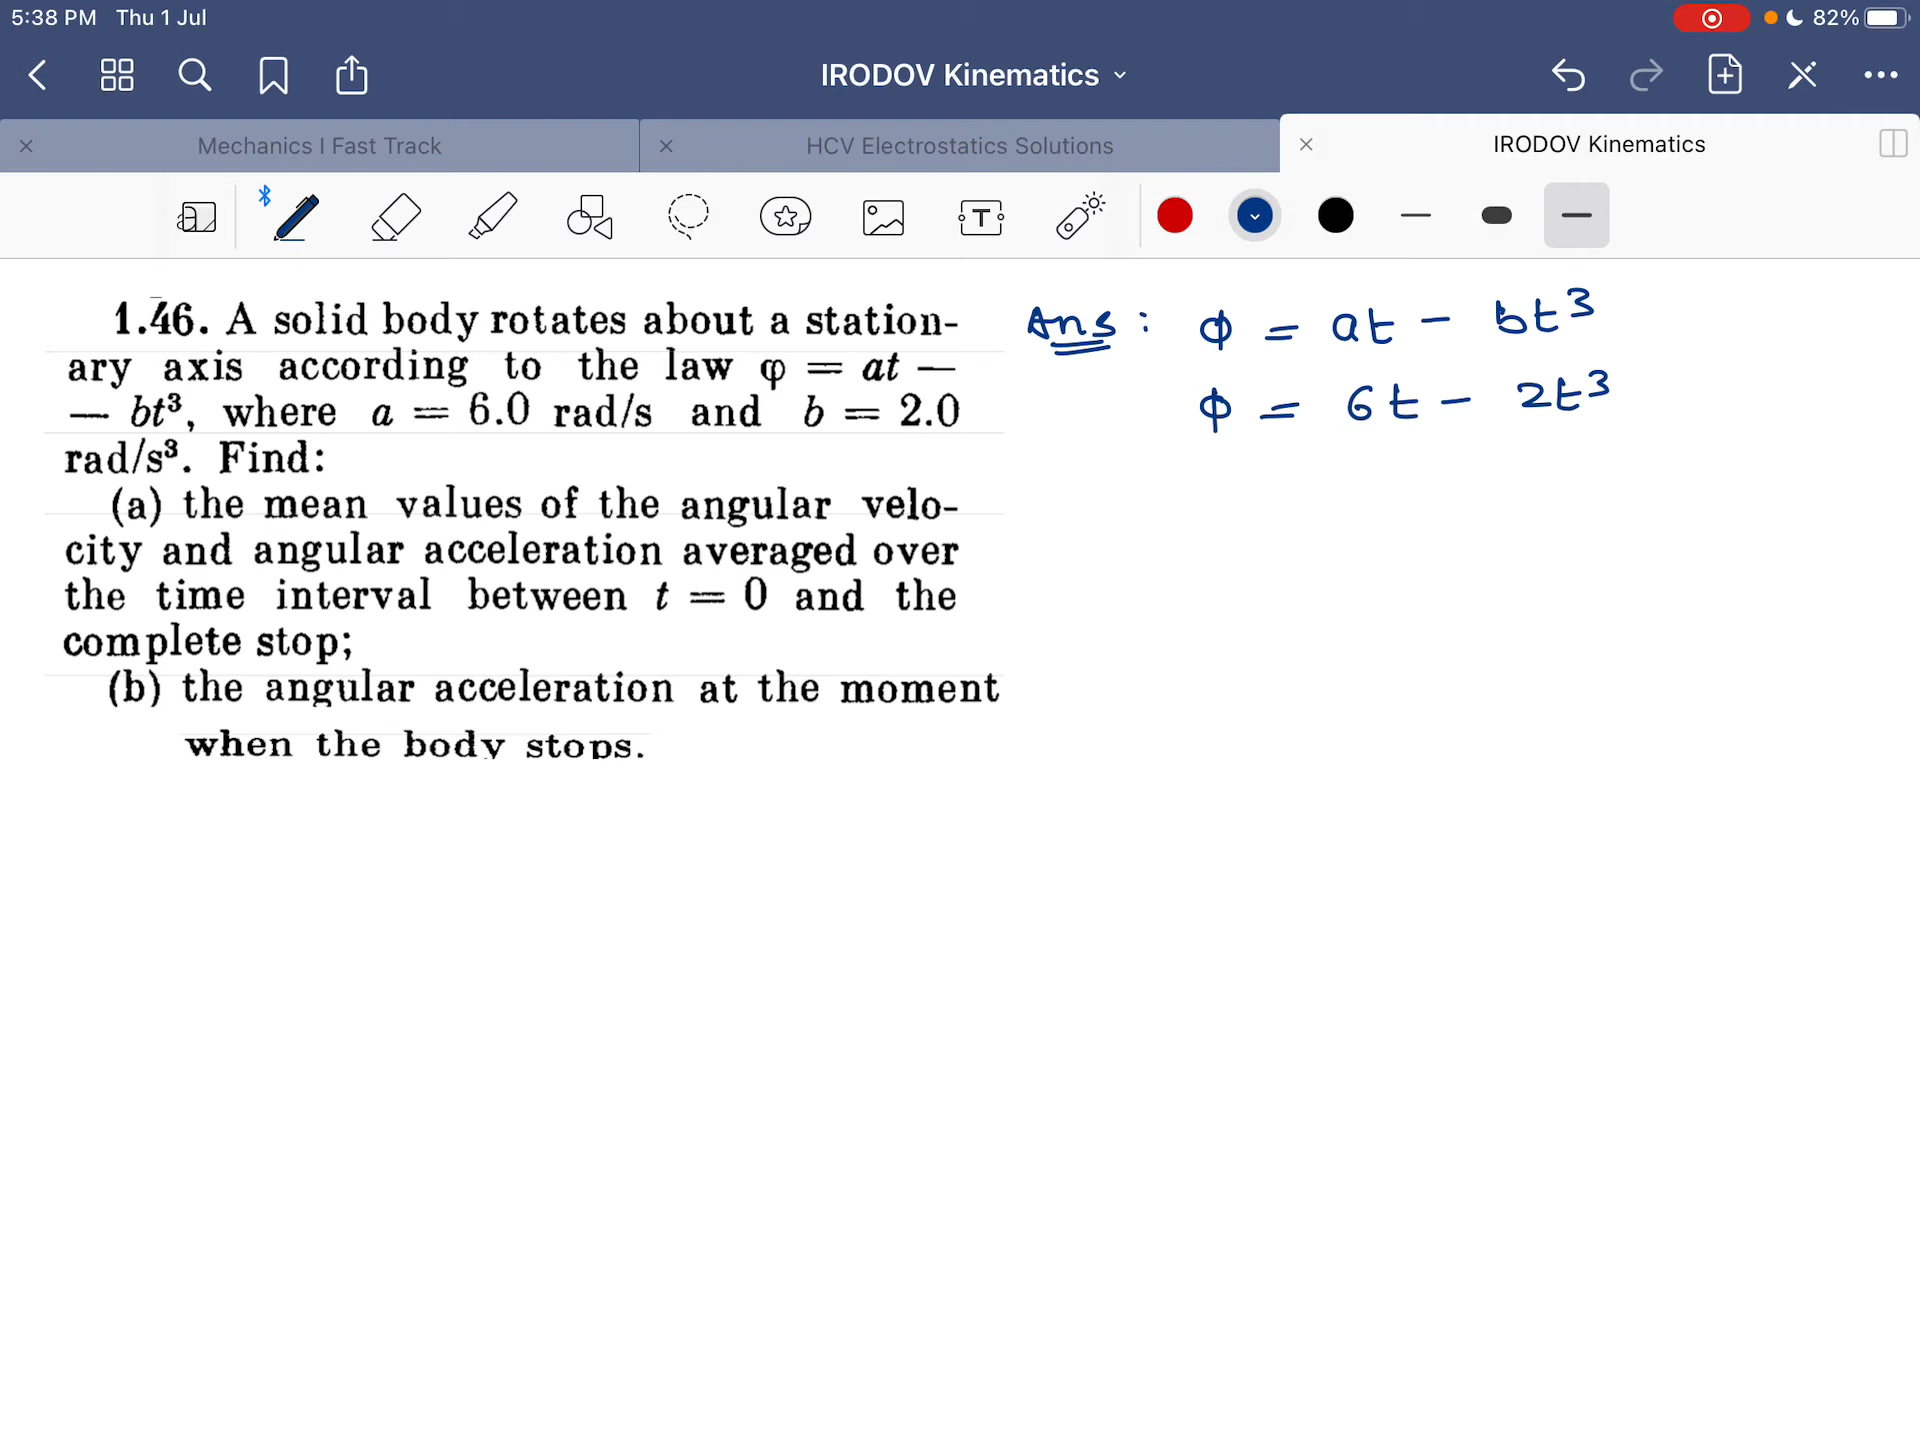 5:38 PM Thu 1 Jul
82%
IRODOV Kinematics
Mechanics I Fast Track
HCV Electrostatics Solutions
IRODOV Kinematics
1.46. A solid body rotates about a station-
ary axis according to the law φ = at —
— bt³, where a = 6.0 rad/s and b = 2.0
rad/s³. Find:
(a) the mean values of the angular velo-
city and angular acceleration averaged over
the time interval between t = 0 and the
complete stop;
(b) the angular acceleration at the moment
when the body stops.
Ans : ϕ = at - bt³
ϕ = 6t - 2t³